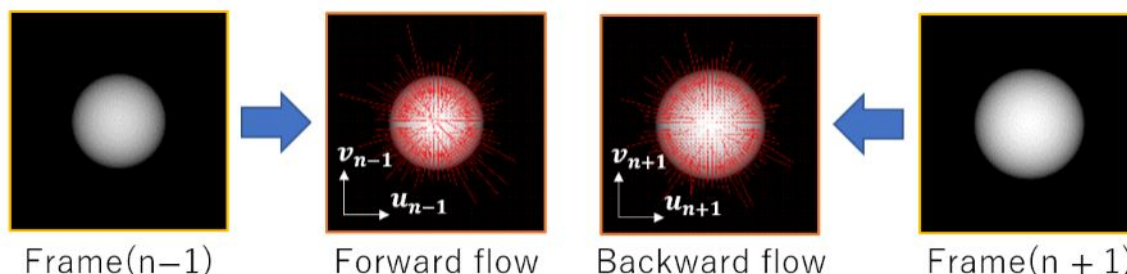 v_{n−1}
u_{n−1}
v_{n+1}
u_{n+1}
Frame(n−1)
Forward flow
Backward flow
Frame(n + 1)